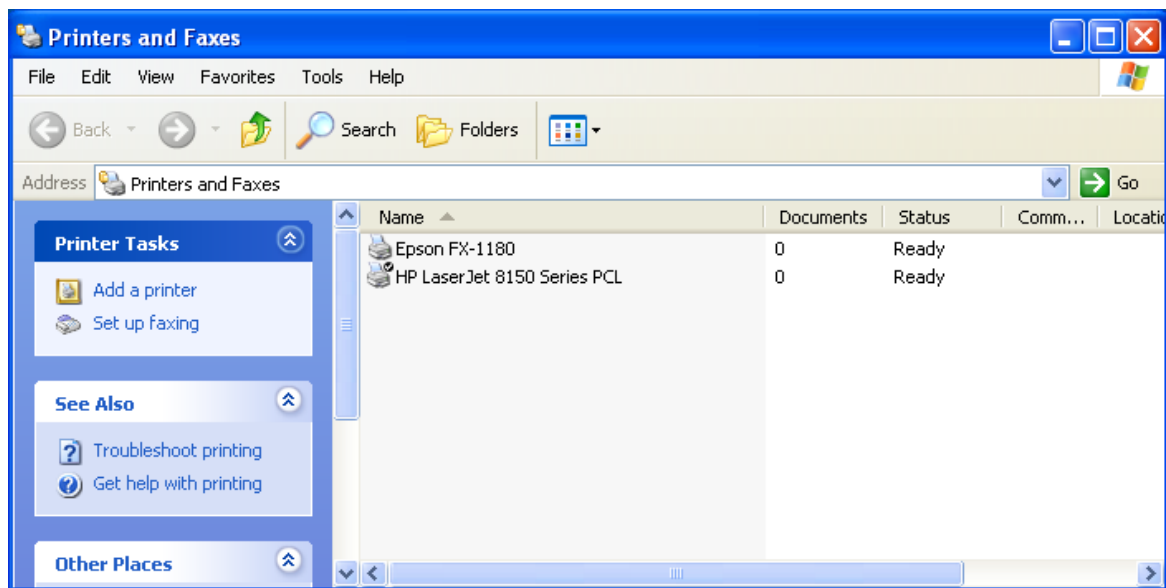 Printers and Faxes
File Edit View Favorites Tools Help
Back Search Folders
Address Printers and Faxes Go
Printer Tasks
Add a printer
Set up faxing
See Also
Troubleshoot printing
Get help with printing
Other Places
Name Documents Status Comm... Locatio
Epson FX-1180 0 Ready
HP LaserJet 8150 Series PCL 0 Ready